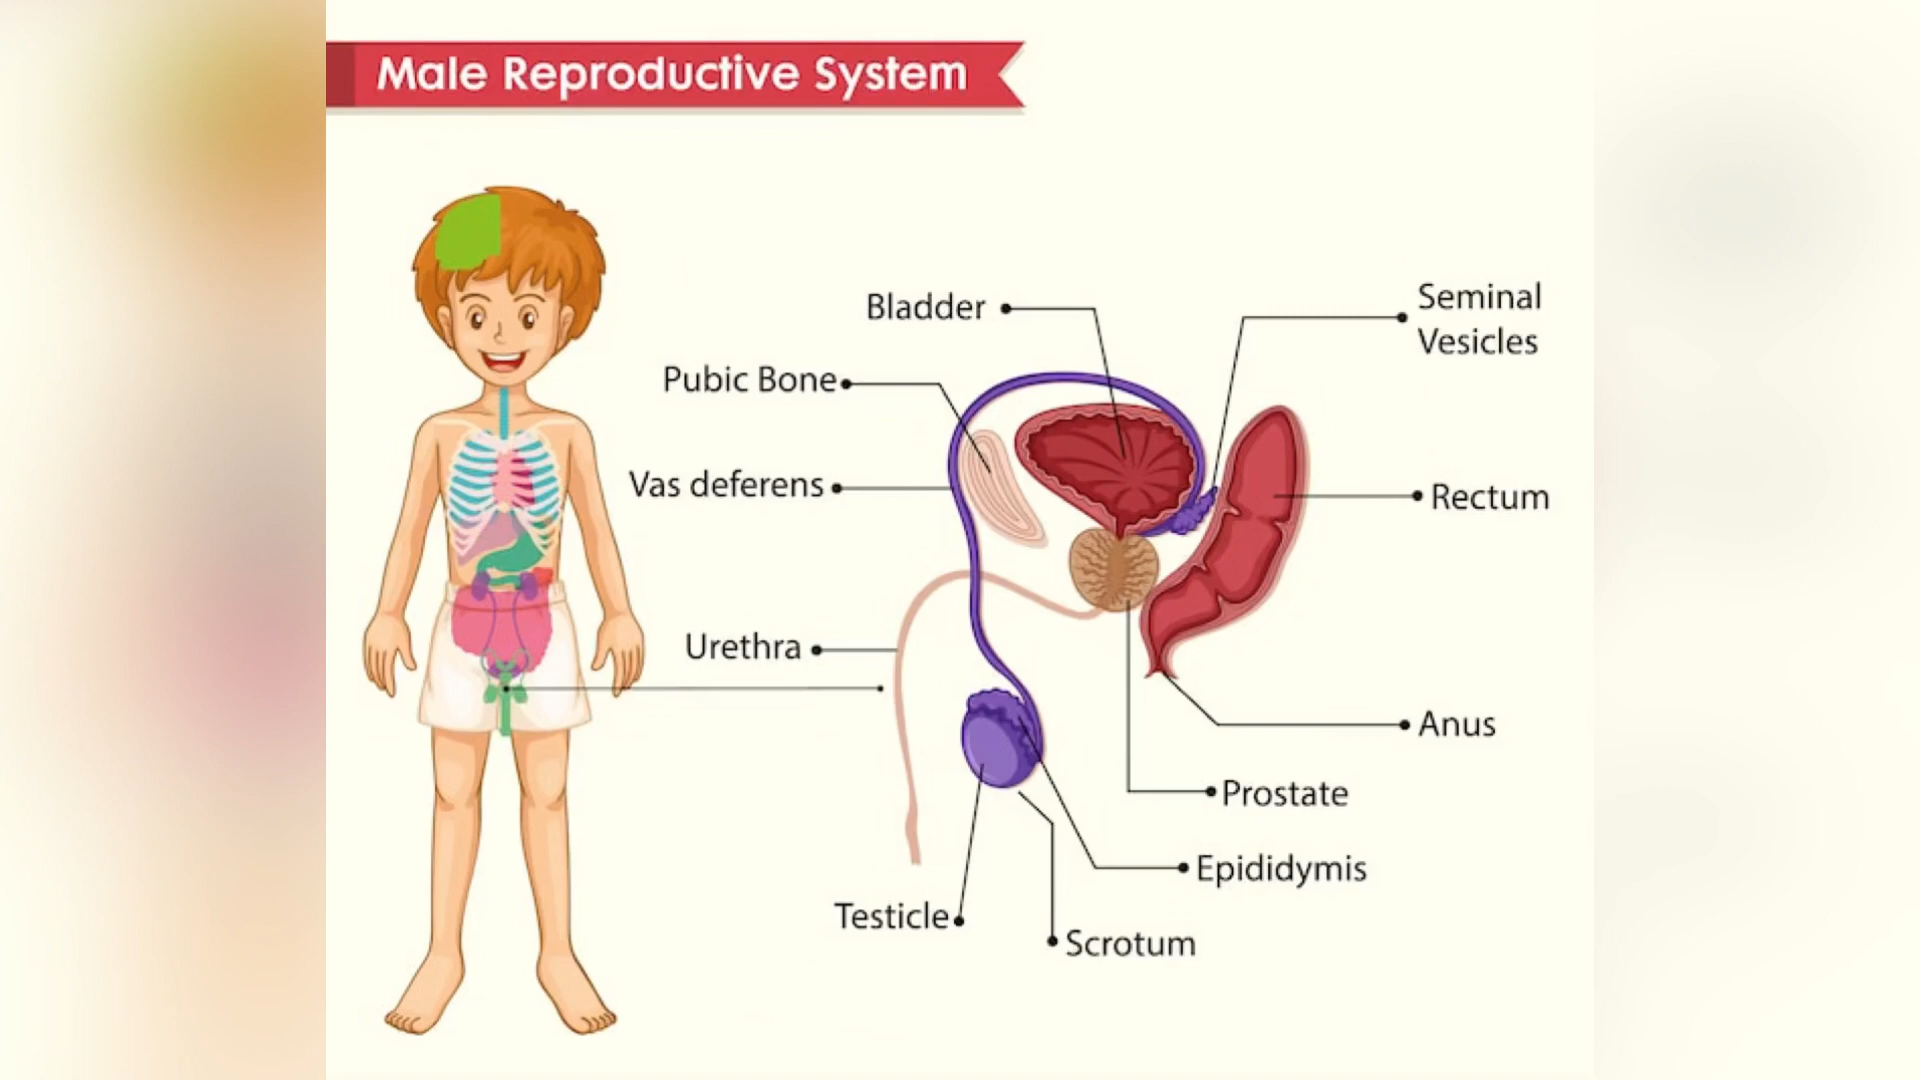 Male Reproductive System
Bladder
Seminal
Vesicles
Pubic Bone
Vas deferens
Rectum
Urethra
Anus
Prostate
Epididymis
Testicle
Scrotum